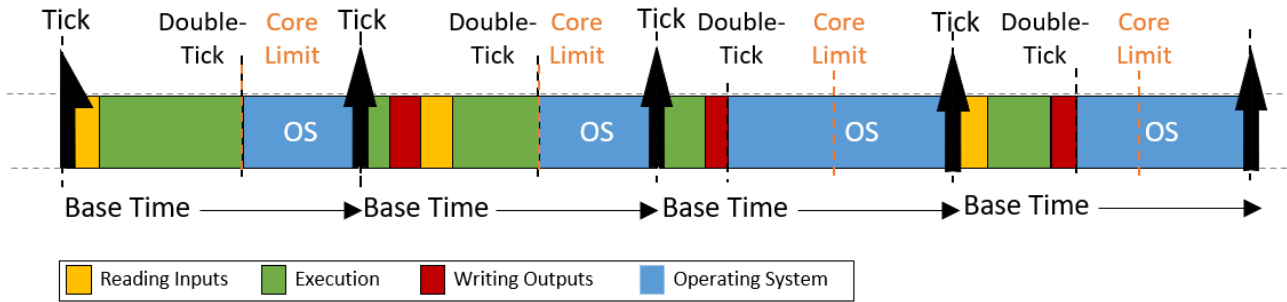 Tick
Double-
Tick
Core
Limit
Tick
Double-
Tick
Core
Limit
Tick
Double-
Tick
Core
Limit
Tick
Double-
Tick
Core
Limit
OS
OS
OS
OS
Base Time
Base Time
Base Time
Base Time
Reading Inputs
Execution
Writing Outputs
Operating System